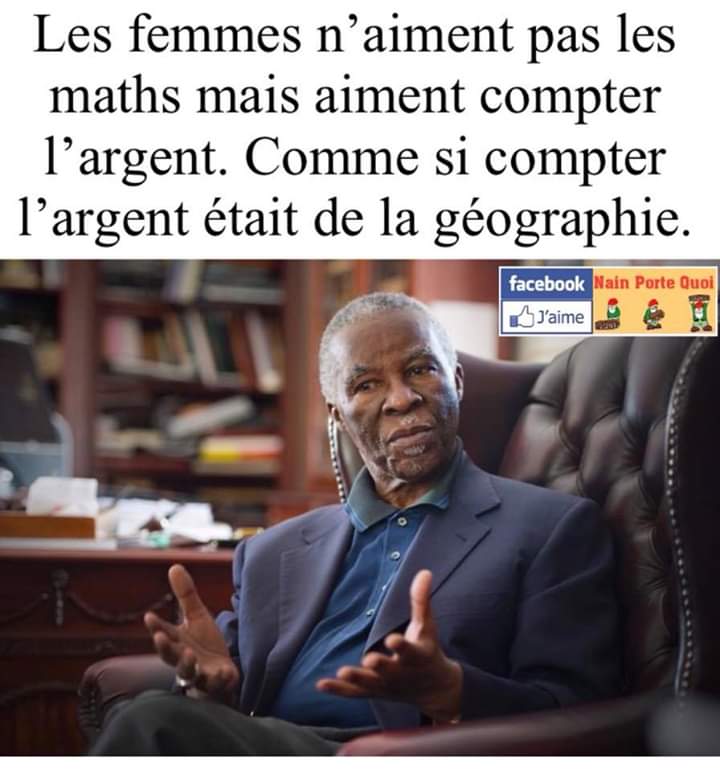 Les femmes n’aiment pas les
maths mais aiment compter
l’argent. Comme si compter
l’argent était de la géographie.
facebook Nain Porte Quoi
J'aime